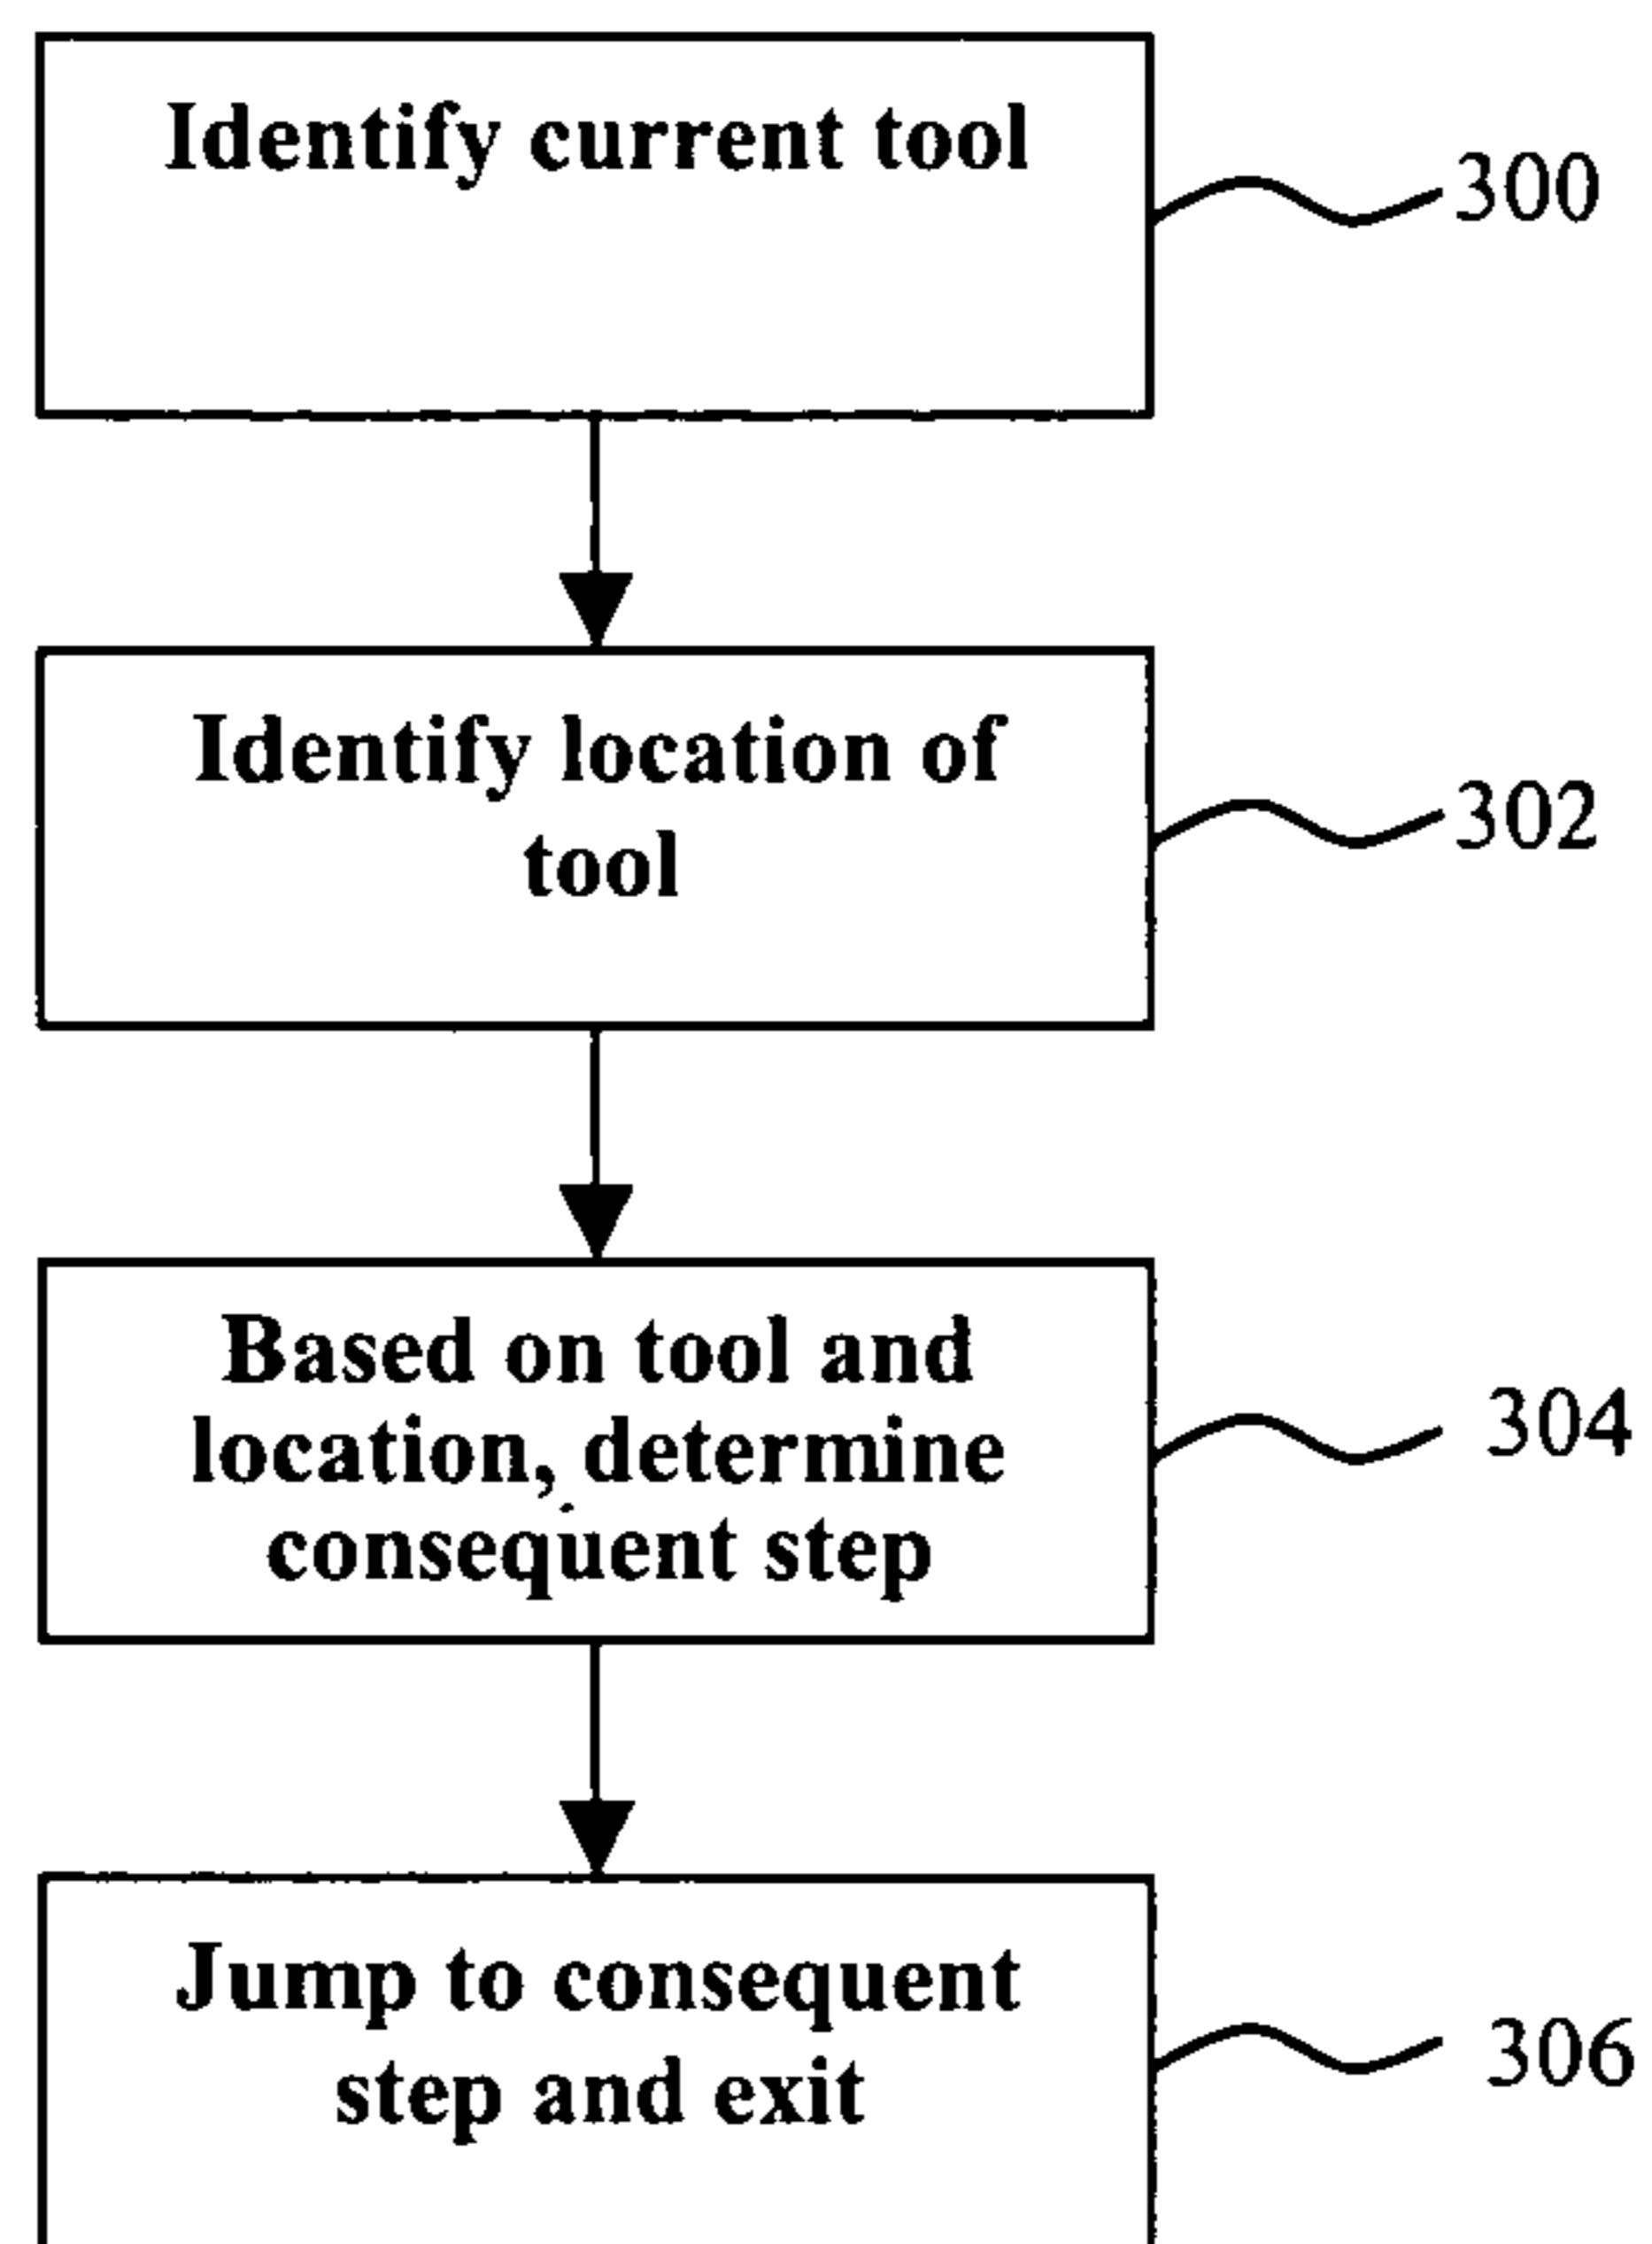 Identify current tool
300
Identify location of
tool
302
Based on tool and
location, determine
consequent step
304
Jump to consequent
step and exit
306